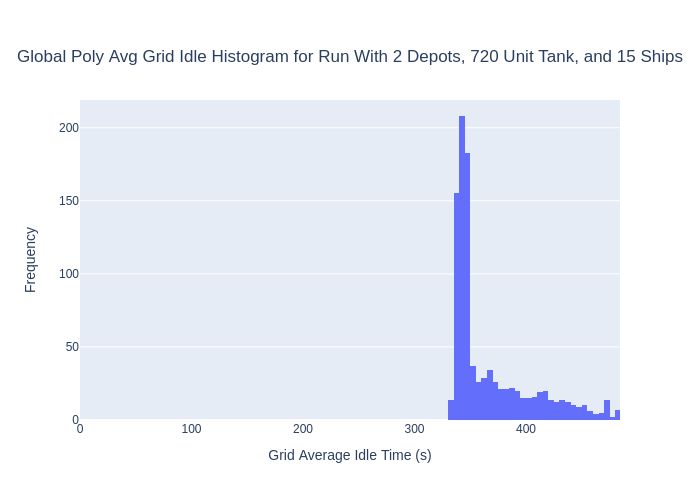 Global Poly Avg Grid Idle Histogram for Run With 2 Depots, 720 Unit Tank, and 15 Ships
200
150
100
50
0
0 100 200 300 400
Frequency
Grid Average Idle Time (s)